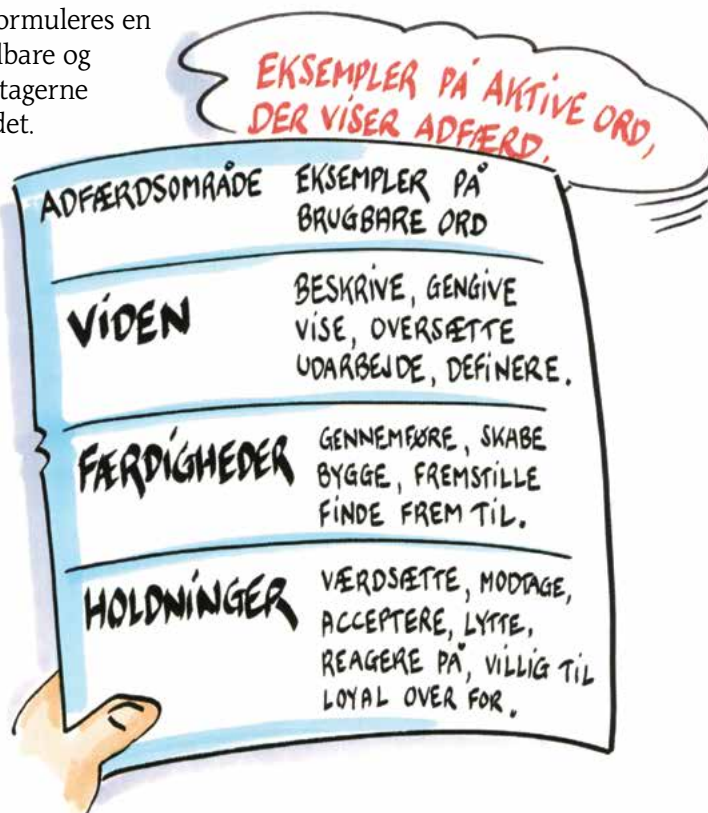 ormuleres en
lbare og
tagerne
det.
EKSEMPLER PÅ AKTIVE ORD,
DER VISER ADFÆRD.
ADFÆRDSOMRÅDE EKSEMPLER PÅ
BRUGBARE ORD
VIDEN
BESKRIVE, GENGIVE
VISE, OVERSÆTTE
UDARBEJDE, DEFINERE.
FÆRDIGHEDER
GENNEMFØRE, SKABE
BYGGE, FREMSTILLE
FINDE FREM TIL.
HOLDNINGER
VÆRDSÆTTE, MODTAGE,
ACCEPTERE, LYTTE,
REAGERE PÅ, VILLIG TIL
LOYAL OVER FOR.